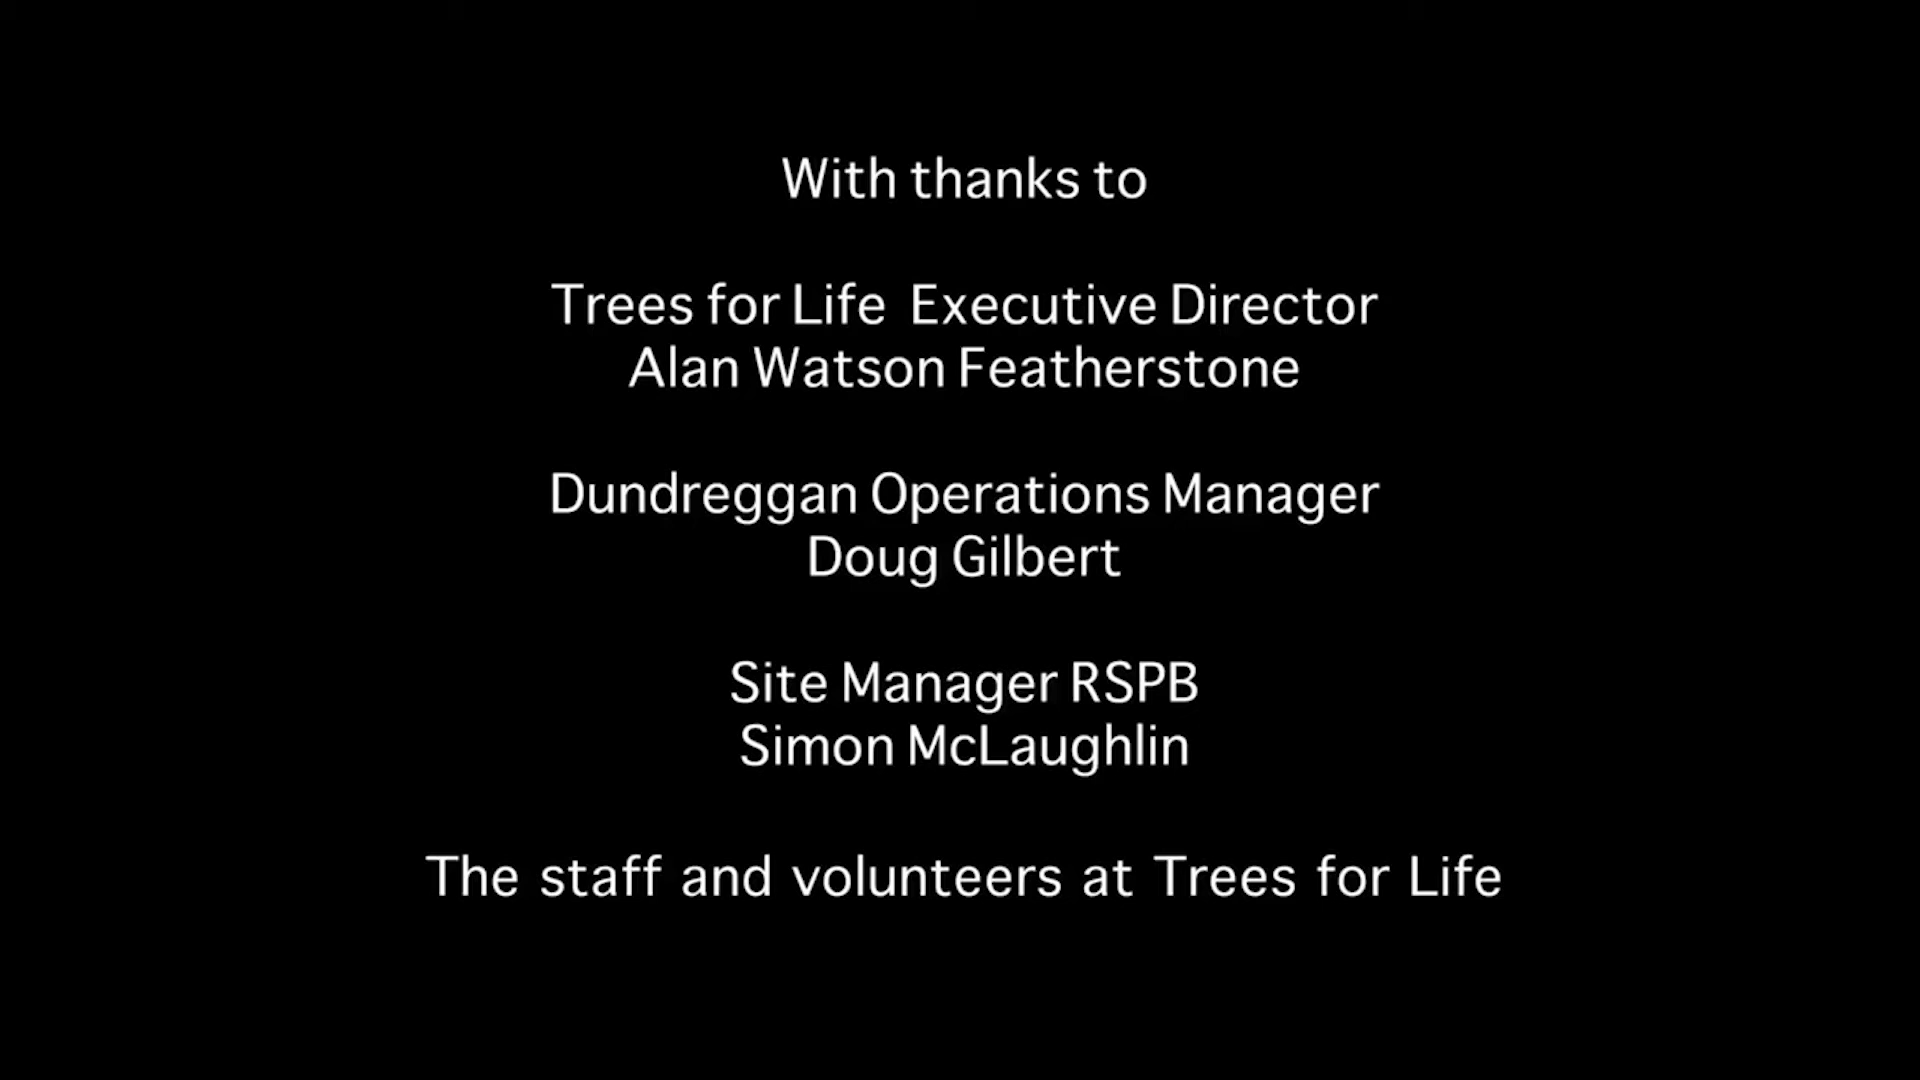 With thanks to
Trees for Life Executive Director
Alan Watson Featherstone
Dundreggan Operations Manager
Doug Gilbert
Site Manager RSPB
Simon McLaughlin
The staff and volunteers at Trees for Life